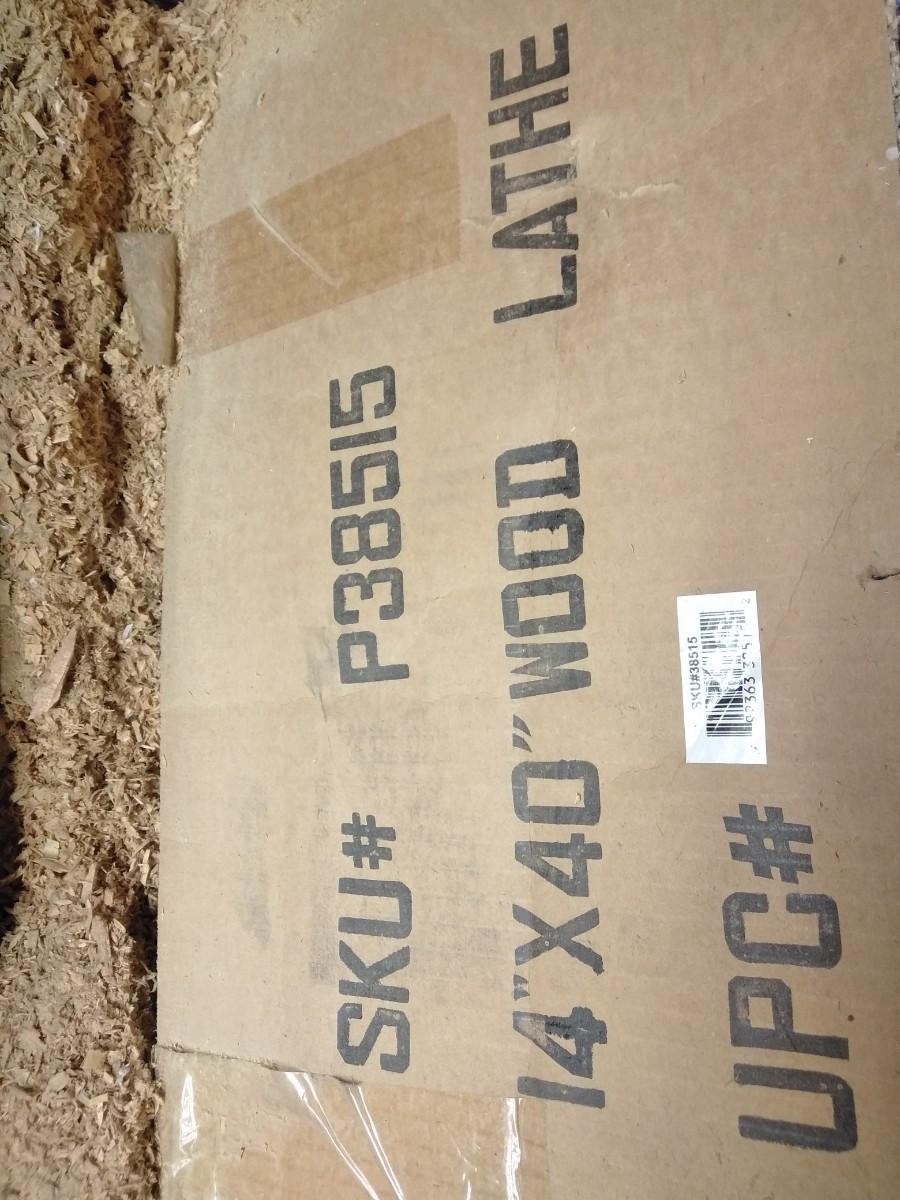 SKU# P38515
14"X40" WOOD LATHE
UPC#
SKU#38515